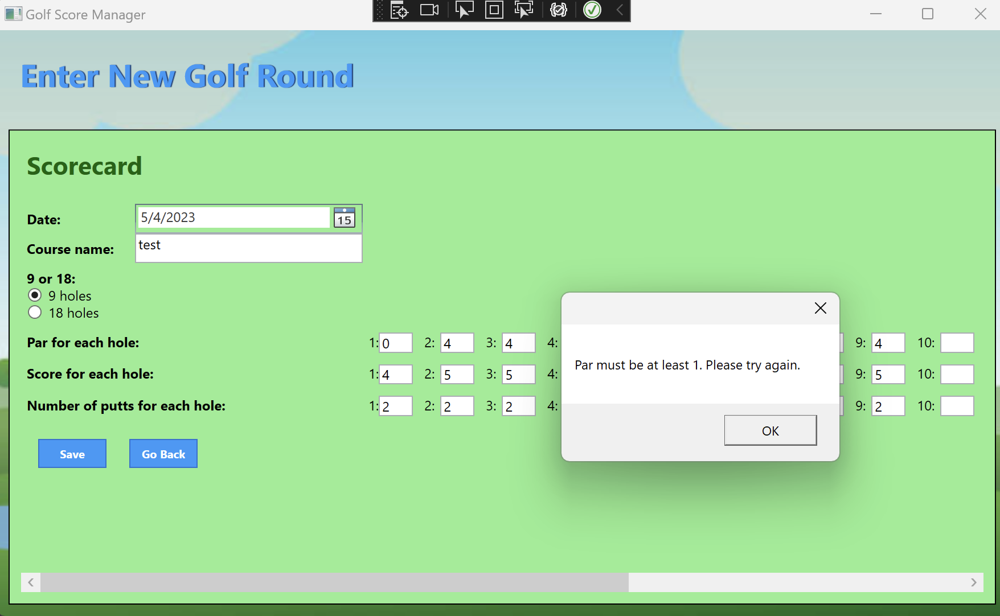 Golf Score Manager
Enter New Golf Round
Scorecard
Date: 5/4/2023 15
Course name: test
9 or 18:
9 holes
18 holes
Par must be at least 1. Please try again.
OK
Par for each hole: 1: 0 2: 4 3: 4 4: 9: 4 10:
Score for each hole: 1: 4 2: 5 3: 5 4: 9: 5 10:
Number of putts for each hole: 1: 2 2: 2 3: 2 4: 9: 2 10:
Save Go Back